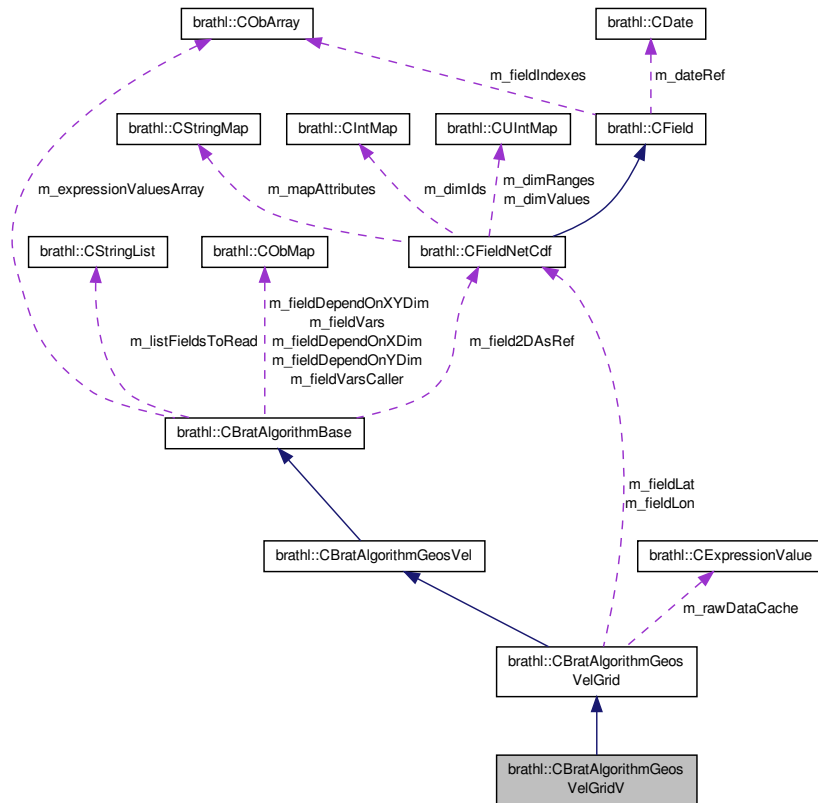 brathl::CObArray
brathl::CDate
m_fieldIndexes
m_dateRef
brathl::CStringMap
brathl::CIntMap
brathl::CUIntMap
brathl::CField
m_expressionValuesArray
m_mapAttributes
m_dimIds
m_dimRanges
m_dimValues
brathl::CStringList
brathl::CObMap
brathl::CFieldNetCdf
m_listFieldsToRead
m_fieldDependOnXYDim
m_fieldVars
m_fieldDependOnXDim
m_fieldDependOnYDim
m_fieldVarsCaller
m_field2DAsRef
brathl::CBratAlgorithmBase
m_fieldLat
m_fieldLon
brathl::CBratAlgorithmGeosVel
brathl::CExpressionValue
m_rawDataCache
brathl::CBratAlgorithmGeos
VelGrid
brathl::CBratAlgorithmGeos
VelGridV